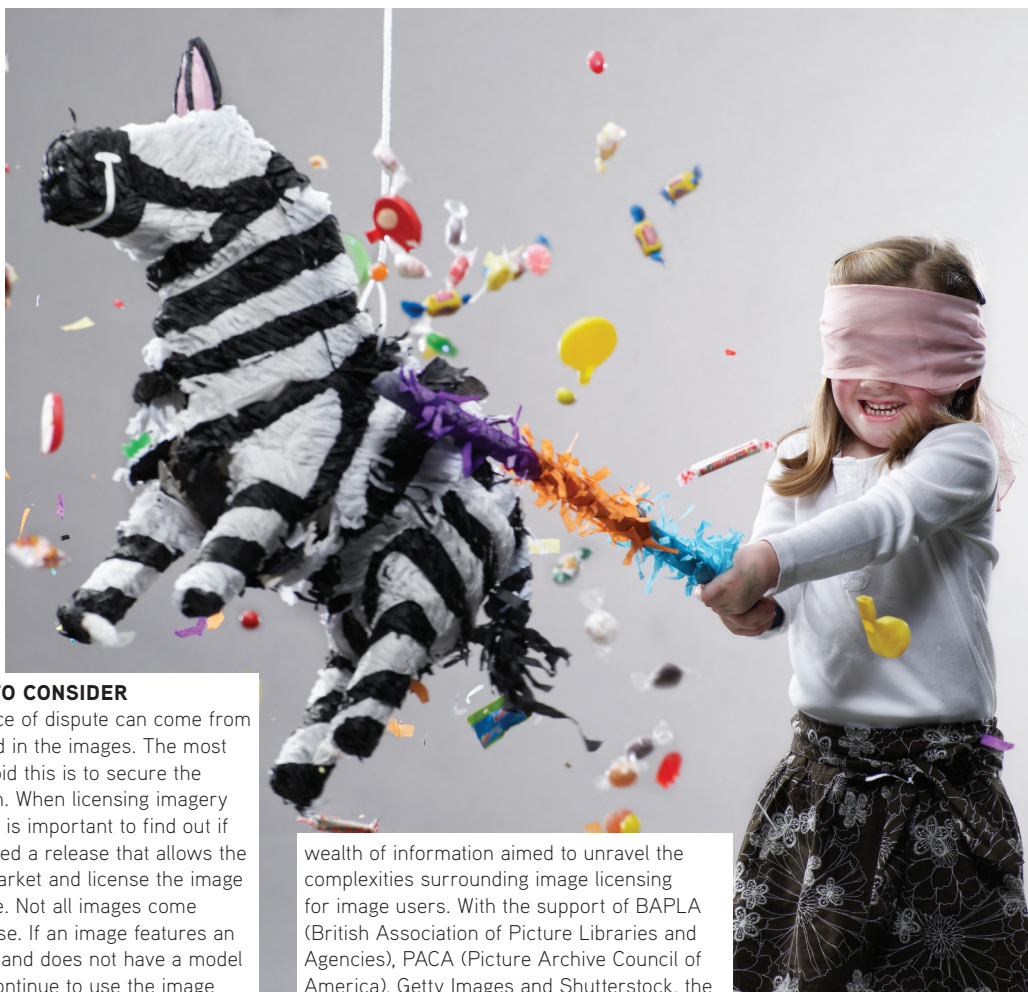 TO CONSIDER
ce of dispute can come from
d in the images. The most
oid this is to secure the
n. When licensing imagery
is important to find out if
ed a release that allows the
arket and license the image
e. Not all images come
se. If an image features an
and does not have a model
ontinue to use the image
wealth of information aimed to unravel the
complexities surrounding image licensing
for image users. With the support of BAPLA
(British Association of Picture Libraries and
Agencies), PACA (Picture Archive Council of
America), Getty Images and Shutterstock, the